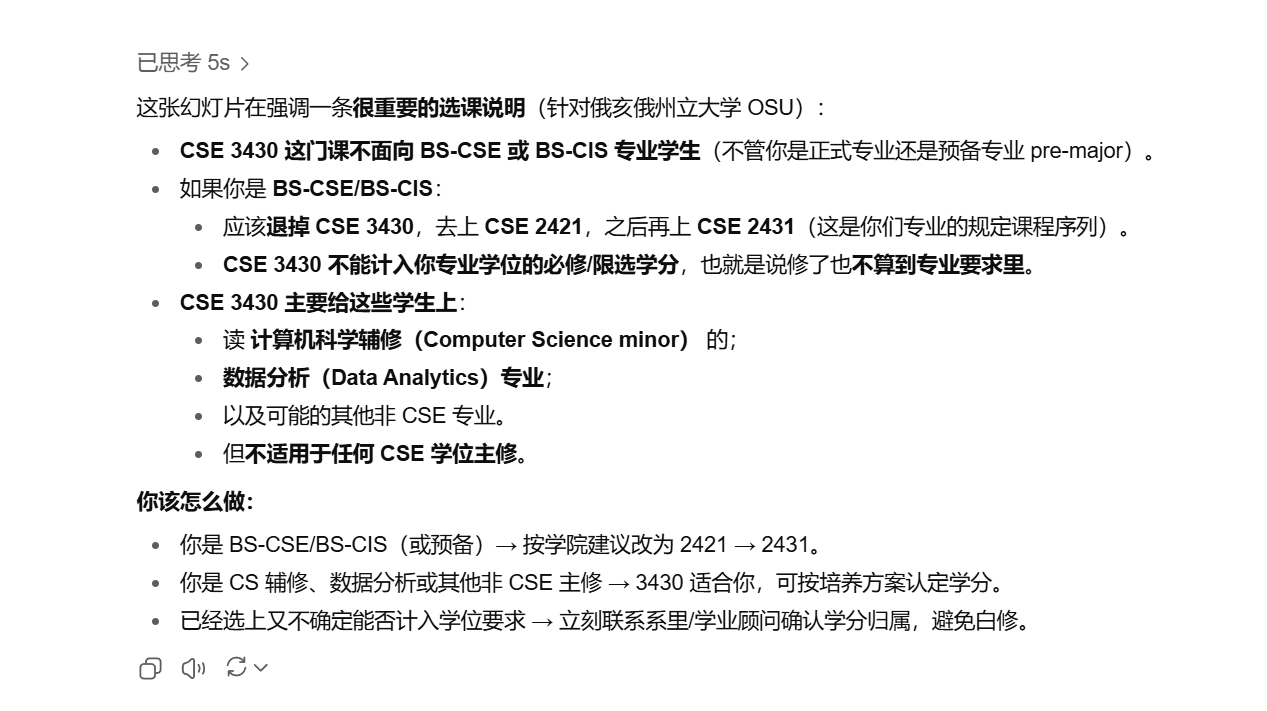 已思考 5s >
这张幻灯片在强调一条很重要的选课说明（针对俄亥俄州立大学 OSU）：
• CSE 3430 这门课不面向 BS-CSE 或 BS-CIS 专业学生（不管你是正式专业还是预备专业 pre-major）。
• 如果你是 BS-CSE/BS-CIS：
• 应该退掉 CSE 3430，去上 CSE 2421，之后再上 CSE 2431（这是你们专业的规定课程序列）。
• CSE 3430 不能计入你专业学位的必修/限选学分，也就是说修了也不算到专业要求里。
• CSE 3430 主要给这些学生上：
• 读 计算机科学辅修（Computer Science minor） 的；
• 数据分析（Data Analytics）专业；
• 以及可能的其他非 CSE 专业。
• 但不适用于任何 CSE 学位主修。
你该怎么做：
• 你是 BS-CSE/BS-CIS（或预备）→ 按学院建议改为 2421 → 2431。
• 你是 CS 辅修、数据分析或其他非 CSE 主修 → 3430 适合你，可按培养方案认定学分。
• 已经选上又不确定能否计入学位要求 → 立刻联系系里/学业顾问确认学分归属，避免白修。